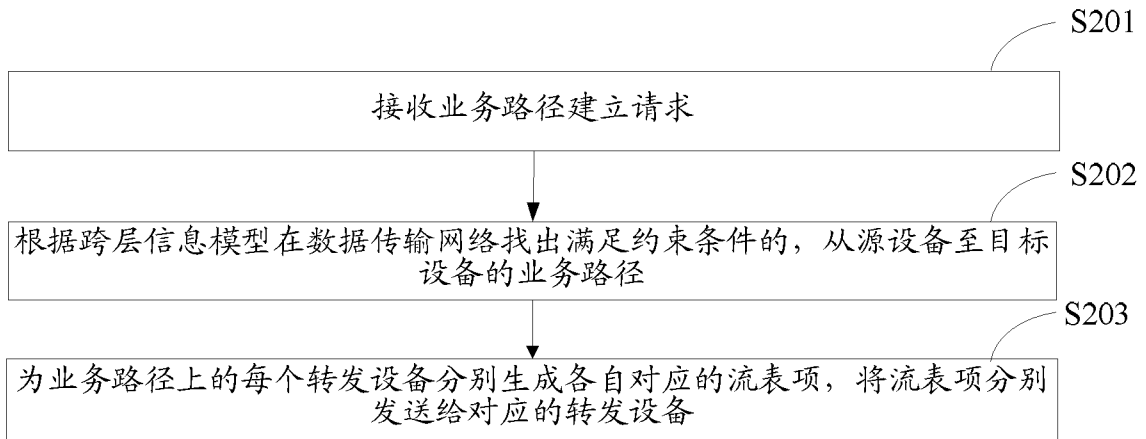 S201
接收业务路径建立请求
S202
根据跨层信息模型在数据传输网络找出满足约束条件的，从源设备至目标
设备的业务路径
S203
为业务路径上的每个转发设备分别生成各自对应的流表项，将流表项分别
发送给对应的转发设备